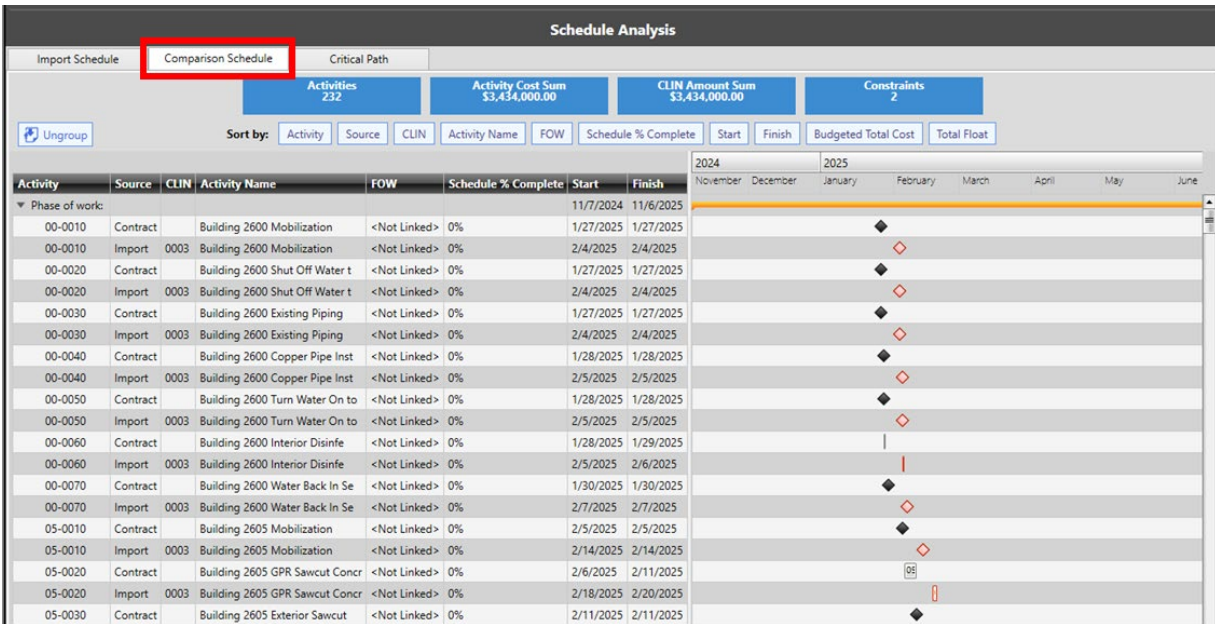 Schedule Analysis
Import Schedule Comparison Schedule Critical Path
Activities Activity Cost Sum CLIN Amount Sum Constraints
232 $3,434,000.00 $3,434,000.00 2
Ungroup Sort by: Activity Source CLIN Activity Name FOW Schedule % Complete Start Finish Budgeted Total Cost Total Float
2024 2025
Activity Source CLIN Activity Name FOW Schedule % Complete Start Finish November December January February March April May June
Phase of work: 11/7/2024 11/6/2025
00-0010 Contract Building 2600 Mobilization <Not Linked> 0% 1/27/2025 1/27/2025
00-0010 Import 0003 Building 2600 Mobilization <Not Linked> 0% 2/4/2025 2/4/2025
00-0020 Contract Building 2600 Shut Off Water t <Not Linked> 0% 1/27/2025 1/27/2025
00-0020 Import 0003 Building 2600 Shut Off Water t <Not Linked> 0% 2/4/2025 2/4/2025
00-0030 Contract Building 2600 Existing Piping <Not Linked> 0% 1/27/2025 1/27/2025
00-0030 Import 0003 Building 2600 Existing Piping <Not Linked> 0% 2/4/2025 2/4/2025
00-0040 Contract Building 2600 Copper Pipe Inst <Not Linked> 0% 1/28/2025 1/28/2025
00-0040 Import 0003 Building 2600 Copper Pipe Inst <Not Linked> 0% 2/5/2025 2/5/2025
00-0050 Contract Building 2600 Turn Water On to <Not Linked> 0% 1/28/2025 1/28/2025
00-0050 Import 0003 Building 2600 Turn Water On to <Not Linked> 0% 2/5/2025 2/5/2025
00-0060 Contract Building 2600 Interior Disinfe <Not Linked> 0% 1/28/2025 1/29/2025
00-0060 Import 0003 Building 2600 Interior Disinfe <Not Linked> 0% 2/5/2025 2/6/2025
00-0070 Contract Building 2600 Water Back In Se <Not Linked> 0% 1/30/2025 1/30/2025
00-0070 Import 0003 Building 2600 Water Back In Se <Not Linked> 0% 2/7/2025 2/7/2025
05-0010 Contract Building 2605 Mobilization <Not Linked> 0% 2/5/2025 2/5/2025
05-0010 Import 0003 Building 2605 Mobilization <Not Linked> 0% 2/14/2025 2/14/2025
05-0020 Contract Building 2605 GPR Sawcut Concr <Not Linked> 0% 2/6/2025 2/11/2025
05-0020 Import 0003 Building 2605 GPR Sawcut Concr <Not Linked> 0% 2/18/2025 2/20/2025
05-0030 Contract Building 2605 Exterior Sawcut <Not Linked> 0% 2/11/2025 2/11/2025